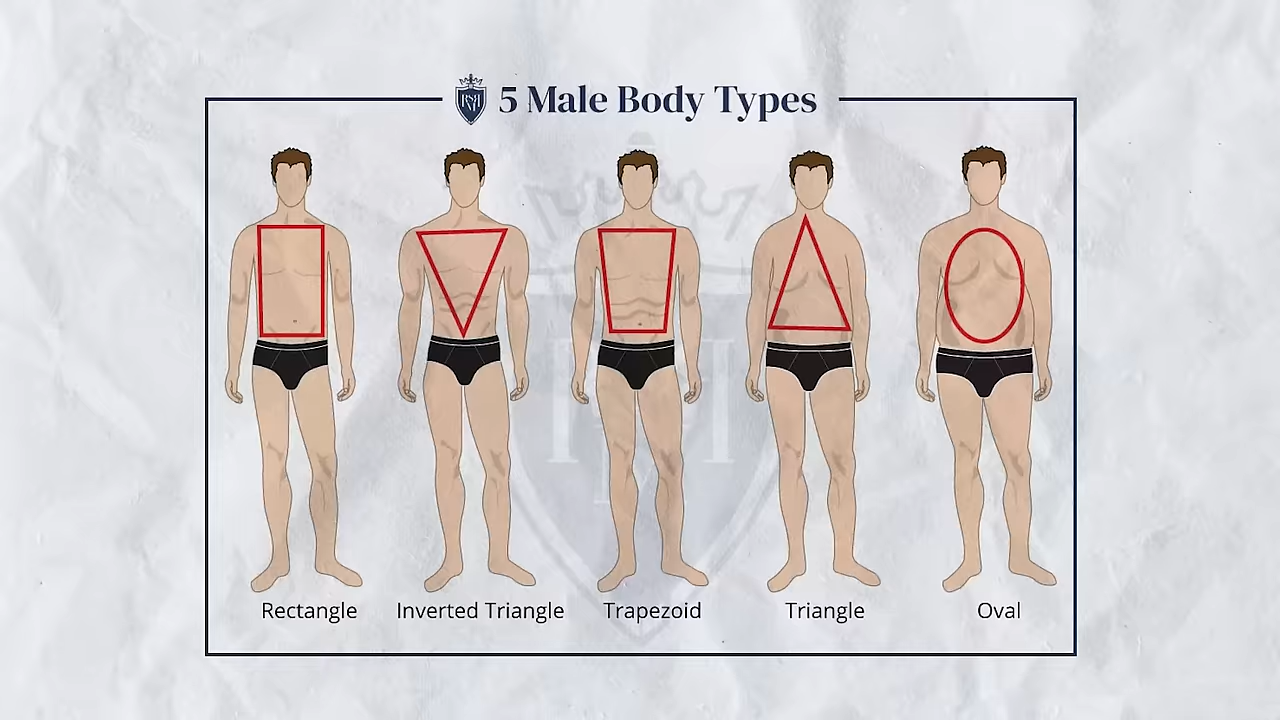 5 Male Body Types
Rectangle
Inverted Triangle
Trapezoid
Triangle
Oval